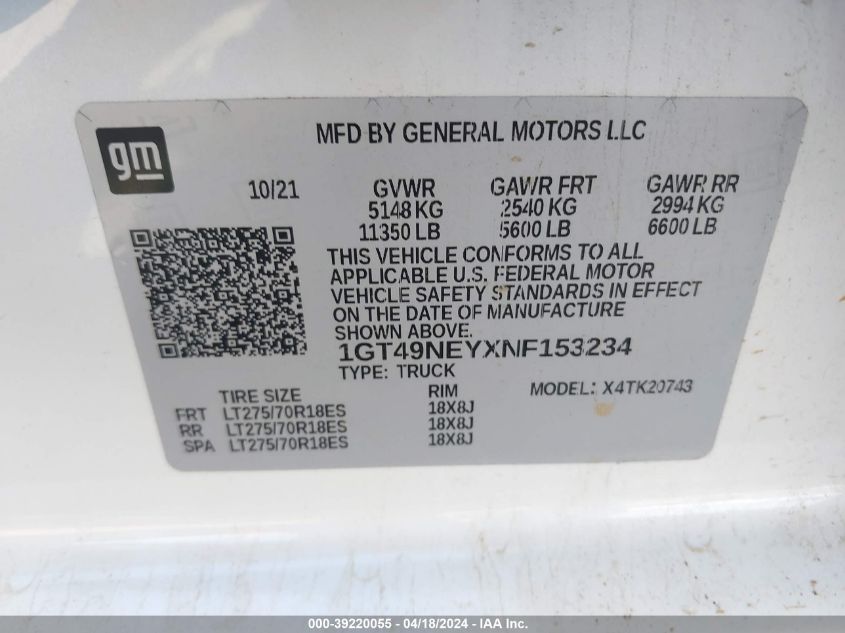 gm
MFD BY GENERAL MOTORS LLC
10/21 GVWR GAWR FRT GAWR RR
5148 KG 2540 KG 2994 KG
11350 LB 5600 LB 6600 LB
THIS VEHICLE CONFORMS TO ALL
APPLICABLE U.S. FEDERAL MOTOR
VEHICLE SAFETY STANDARDS IN EFFECT
ON THE DATE OF MANUFACTURE
SHOWN ABOVE.
1GT49NEYXNF153234
TYPE: TRUCK
TIRE SIZE RIM MODEL: X4TK20743
FRT LT275/70R18ES 18X8J
RR LT275/70R18ES 18X8J
SPA LT275/70R18ES 18X8J
000-39220055 - 04/18/2024 - IAA Inc.